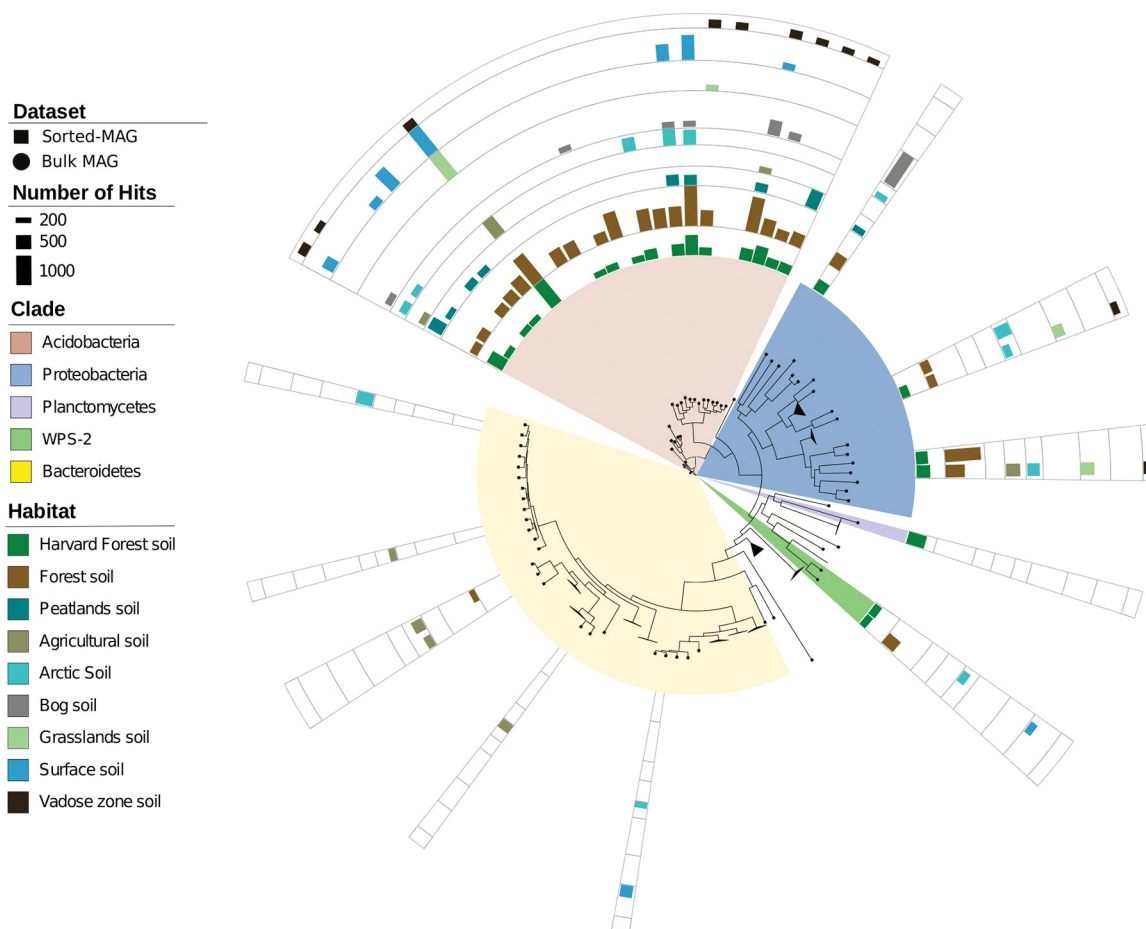 Dataset
Sorted-MAG
Bulk MAG
Number of Hits
200
500
1000
Clade
Acidobacteria
Proteobacteria
Planctomycetes
WPS-2
Bacteroidetes
Habitat
Harvard Forest soil
Forest soil
Peatlands soil
Agricultural soil
Arctic Soil
Bog soil
Grasslands soil
Surface soil
Vadose zone soil